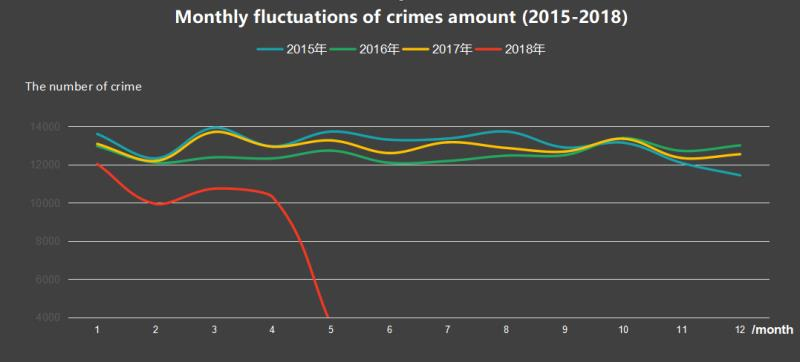 Monthly fluctuations of crimes amount (2015-2018)
2015年 2016年 2017年 2018年
The number of crime
14000
12000
10000
8000
6000
4000
1 2 3 4 5 6 7 8 9 10 11 12 /month